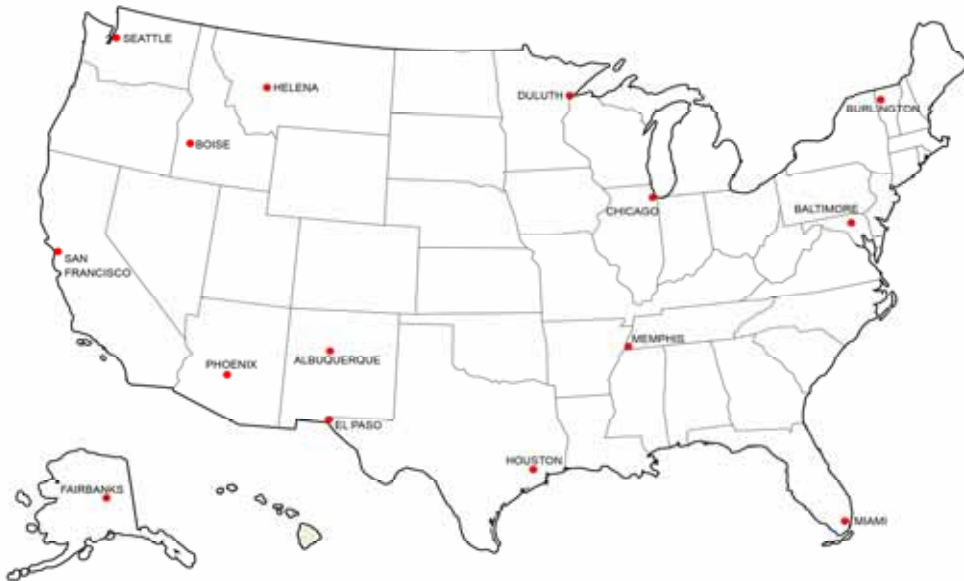 SEATTLE
HELENA
DULUTH
BURLINGTON
BOISE
CHICAGO
BALTIMORE
SAN
FRANCISCO
MEMPHIS
ALBUQUERQUE
PHOENIX
EL PASO
HOUSTON
FAIRBANKS
MIAMI